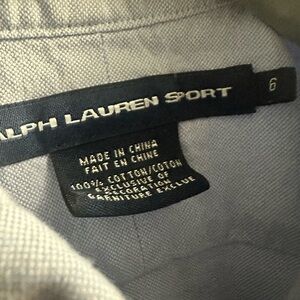 ALPH LAUREN SPORT
6
MADE IN CHINA
FAIT EN CHINE
100% COTTON/COTON
EXCLUSIVE OF
DECORATION
GARNITURE EXCLUE